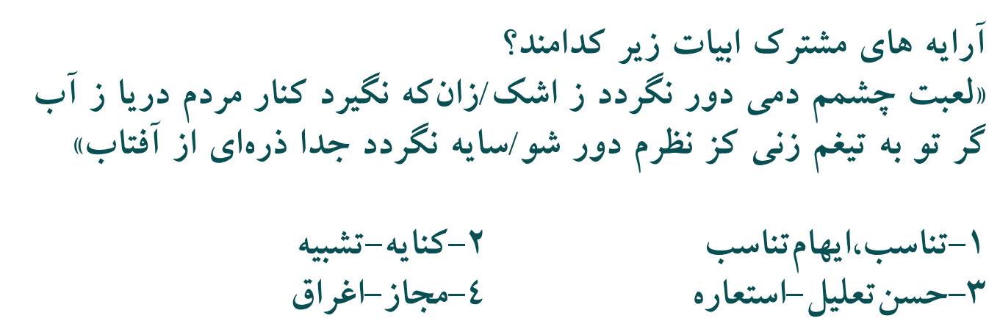 آرایه های مشترک ابیات زیر کدامند؟
«لعبت چشمم دمی دور نگردد ز اشک/زان‌که نگیرد کنار مردم دریا ز آب
گر تو به تیغم زنی کز نظرم دور شو/سایه نگردد جدا ذره‌ای از آفتاب»
۱–تناسب،ایهام‌تناسب ۲–کنایه–تشبیه
۳–حسن‌تعلیل–استعاره ٤–مجاز–اغراق